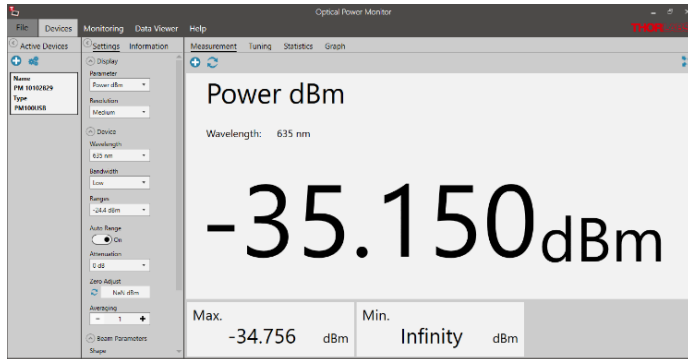 Optical Power Monitor
File Devices Monitoring Data Viewer Help
THOR
Active Devices
Name
PM 10102829
Type
PM100USB
Settings Information
Display
Parameter
Power dBm
Resolution
Medium
Device
Wavelength
635 nm
Bandwidth
Low
Ranges
-24.4 dBm
Auto Range
On
Attenuation
0 dB
Zero Adjust
NaN dBm
Averaging
- 1 +
Beam Parameters
Shape
Measurement Tuning Statistics Graph
Power dBm
Wavelength: 635 nm
-35.150 dBm
Max.
-34.756 dBm
Min.
Infinity dBm